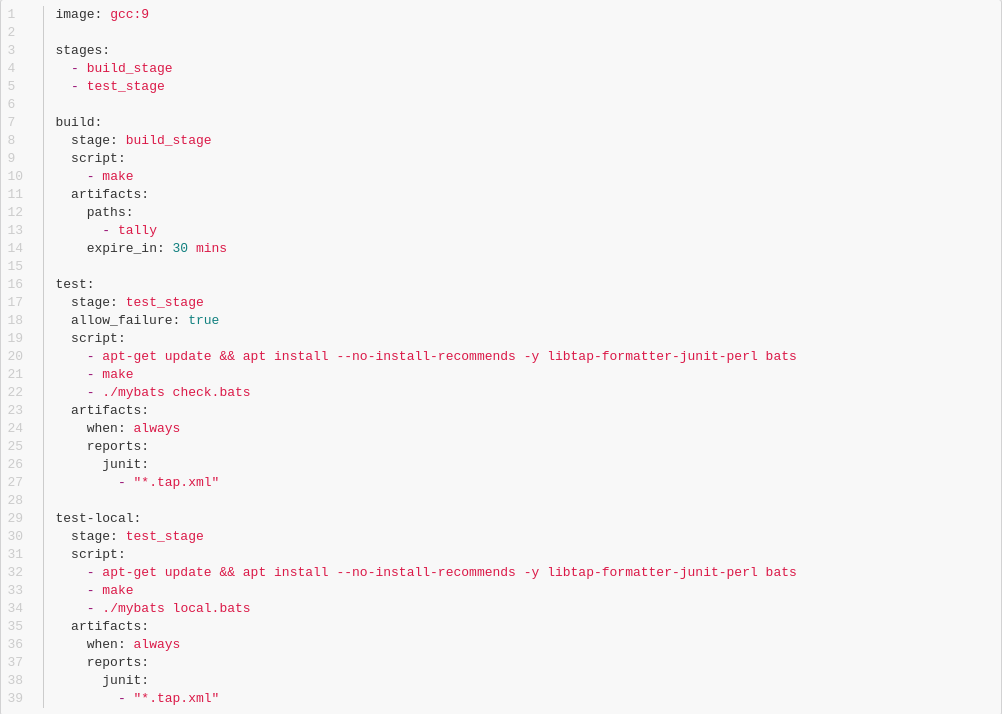 1 image: gcc:9
2
3 stages:
4   - build_stage
5   - test_stage
6
7 build:
8   stage: build_stage
9   script:
10     - make
11   artifacts:
12     paths:
13       - tally
14     expire_in: 30 mins
15
16 test:
17   stage: test_stage
18   allow_failure: true
19   script:
20     - apt-get update && apt install --no-install-recommends -y libtap-formatter-junit-perl bats
21     - make
22     - ./mybats check.bats
23   artifacts:
24     when: always
25     reports:
26       junit:
27         - "*.tap.xml"
28
29 test-local:
30   stage: test_stage
31   script:
32     - apt-get update && apt install --no-install-recommends -y libtap-formatter-junit-perl bats
33     - make
34     - ./mybats local.bats
35   artifacts:
36     when: always
37     reports:
38       junit:
39         - "*.tap.xml"